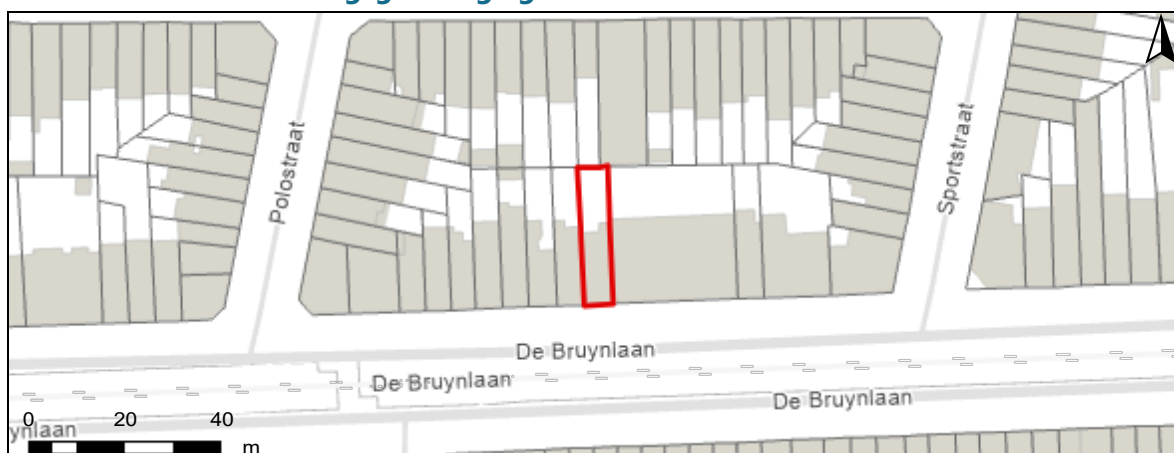 Polostraat
Sportstraat
De Bruynlaan
De Bruynlaan
De Bruynlaan
ynlaan
0 20 40
m